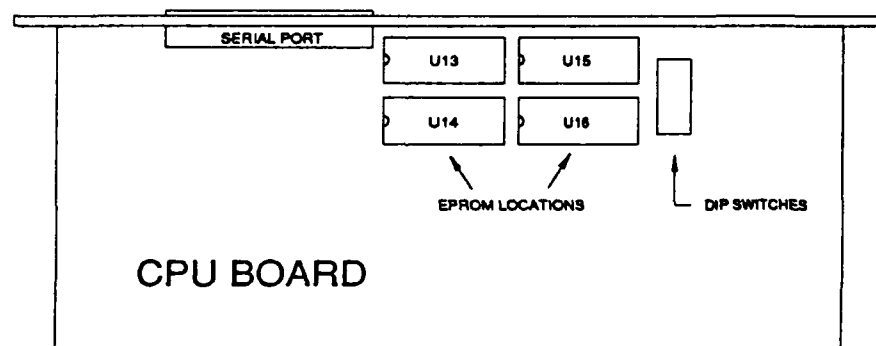 SERIAL PORT
U13
U15
U14
U16
EPROM LOCATIONS
DIP SWITCHES
CPU BOARD